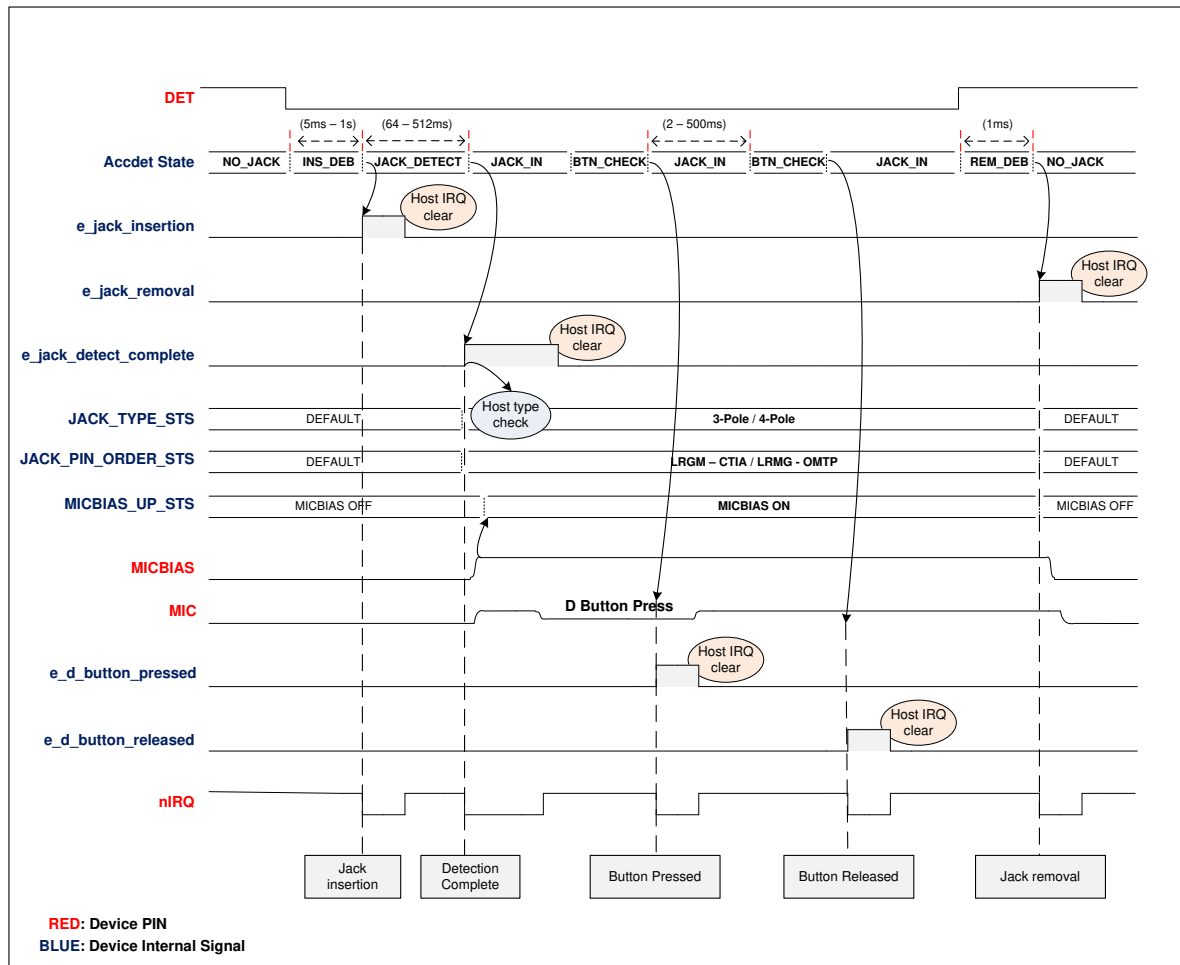 DET
(5ms – 1s) (64 – 512ms) (2 – 500ms) (1ms)
Accdet State NO_JACK INS_DEB JACK_DETECT JACK_IN BTN_CHECK JACK_IN BTN_CHECK JACK_IN REM_DEB NO_JACK
Host IRQ
clear
e_jack_insertion
Host IRQ
clear
e_jack_removal
Host IRQ
clear
e_jack_detect_complete
Host type
check
JACK_TYPE_STS DEFAULT 3-Pole / 4-Pole DEFAULT
JACK_PIN_ORDER_STS DEFAULT LRGM – CTIA / LRMG - OMTP DEFAULT
MICBIAS_UP_STS MICBIAS OFF MICBIAS ON MICBIAS OFF
MICBIAS
MIC D Button Press
Host IRQ
clear
e_d_button_pressed
Host IRQ
clear
e_d_button_released
nIRQ
Jack
insertion
Detection
Complete
Button Pressed
Button Released
Jack removal
RED: Device PIN
BLUE: Device Internal Signal